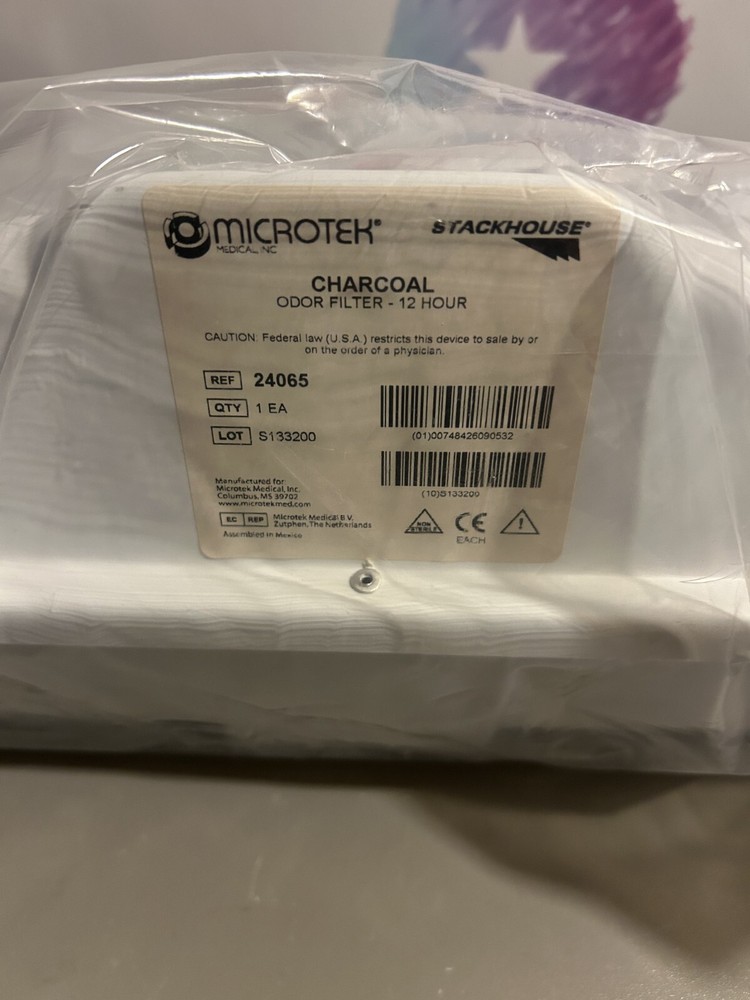 MICROTEK®
MEDICAL, INC
STACKHOUSE®
CHARCOAL
ODOR FILTER - 12 HOUR
CAUTION: Federal law (U.S.A.) restricts this device to sale by or
on the order of a physician.
REF 24065
QTY 1 EA
LOT S133200
(01)00748426090532
(10)S133200
Manufactured for:
Microtek Medical, Inc.
Columbus, MS 39702
www.microtekmed.com
EC REP Microtek Medical B.V.
Zutphen, The Netherlands
Assembled in Mexico
NON
STERILE
CE
EACH